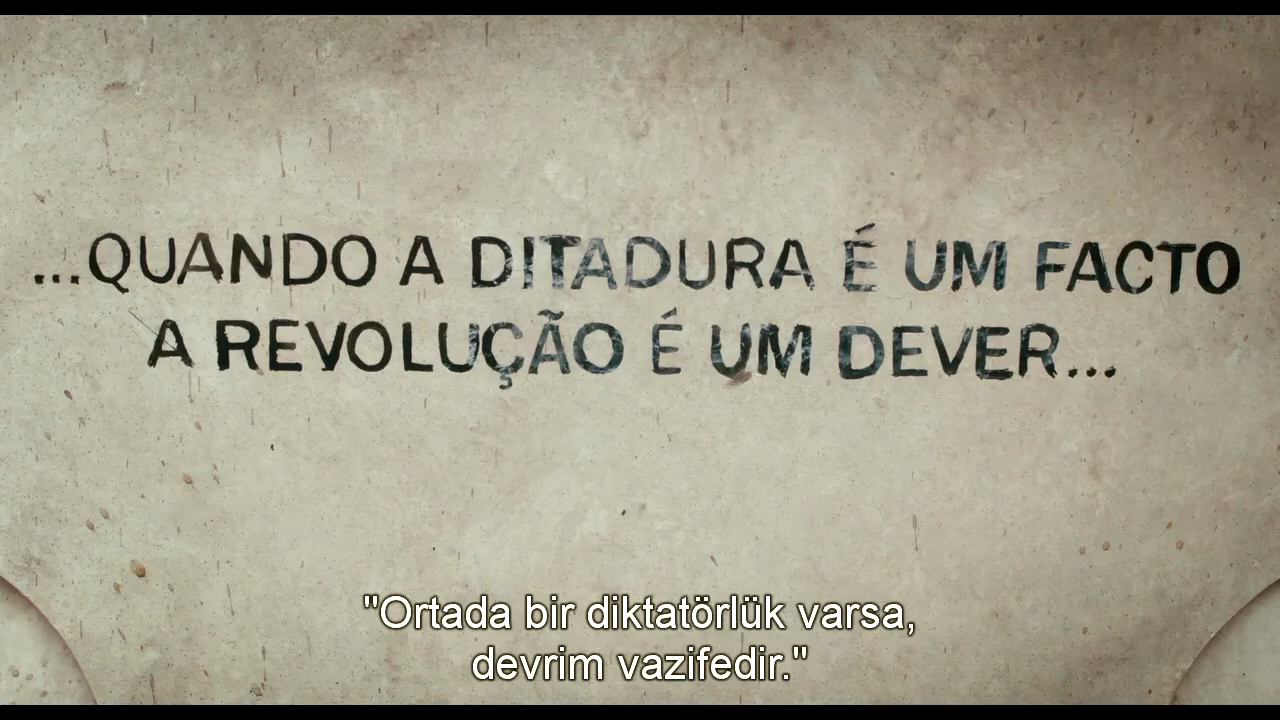 ...QUANDO A DITADURA É UM FACTO
A REVOLUÇÃO É UM DEVER...
"Ortada bir diktatörlük varsa,
devrim vazifedir."